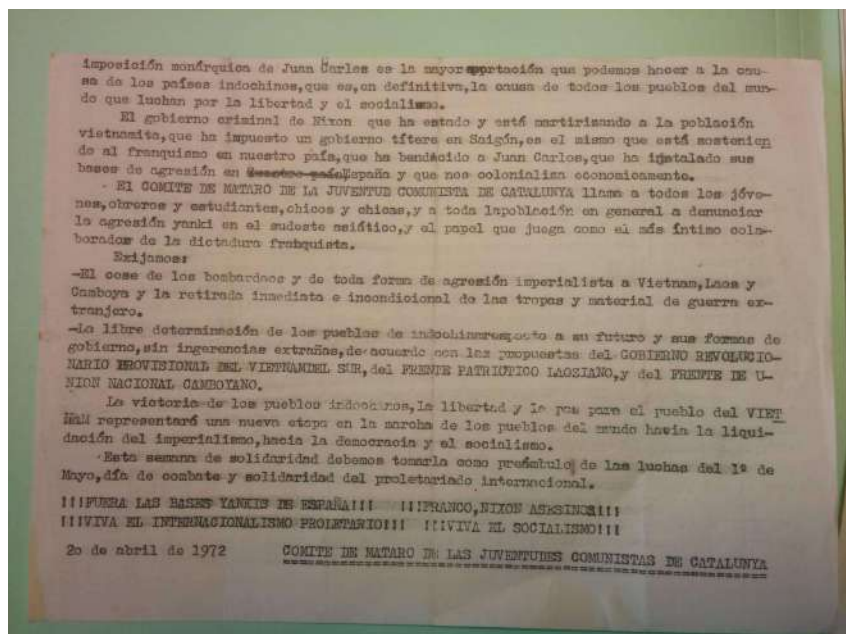 imposición monárquica de Juan Carlos es la mayor aportación que podemos hacer a la cau-
sa de los países indochinos,que es,en definitiva,la causa de todos los pueblos del mun-
do que luchan por la libertad y el socialismo.
El gobierno criminal de Nixon que ha estado y está martirizando a la población
vietnamita,que ha impuesto un gobierno títere en Saigón,es el mismo que está sostenien
do al franquismo en nuestro país,que ha bendecido a Juan Carlos,que ha instalado sus
bases de agresión en España y que nos colonializa economicamente.
- El COMITE DE MATARO DE LA JUVENTUD COMUNISTA DE CATALUNYA llama a todos los jóve-
nes,obreros y estudiantes,chicos y chicas,y a toda lapoblación en general a denunciar
la agresión yanki en el sudeste asiático,y el papel que juega como el más íntimo cola-
borador de la dictadura franquista.
Exijamos:
-El cese de los bombardeos y de toda forma de agresión imperialista a Vietnam,Laos y
Camboya y la retirada inmediata e incondicional de las tropas y material de guerra ex-
tranjero.
-La libre determinación de los pueblos de indochina respecto a su futuro y sus formas de
gobierno,sin ingerencias extrañas,de acuerdo con las propuestas del GOBIERNO REVOLUCIO-
NARIO PROVISIONAL DEL VIETNAMDEL SUR,del FRENTE PATRIOTICO LAOSIANO,y del FRENTE DE U-
NION NACIONAL CAMBOYANO.
La victoria de los pueblos indochinos,La libertad y la paz para el pueblo del VIET
NAM representará una nueva etapa en la marcha de los pueblos del mundo havia la liqui-
dación del imperialismo,hacia la democracia y el socialismo.
·Esta semana de solidaridad debemos tomarla como preámbulo de las luchas del 1º de
Mayo,día de combate y solidaridad del proletariado internacional.
!!!FUERA LAS BASES YANKIS DE ESPAÑA!!! !!!FRANCO,NIXON ASESINOS!!!
!!!VIVA EL INTERNACIONALISMO PROLETARIO!!! !!!VIVA EL SOCIALISMO!!!
2o de abril de 1972 COMITE DE MATARO DE LAS JUVENTUDES COMUNISTAS DE CATALUNYA